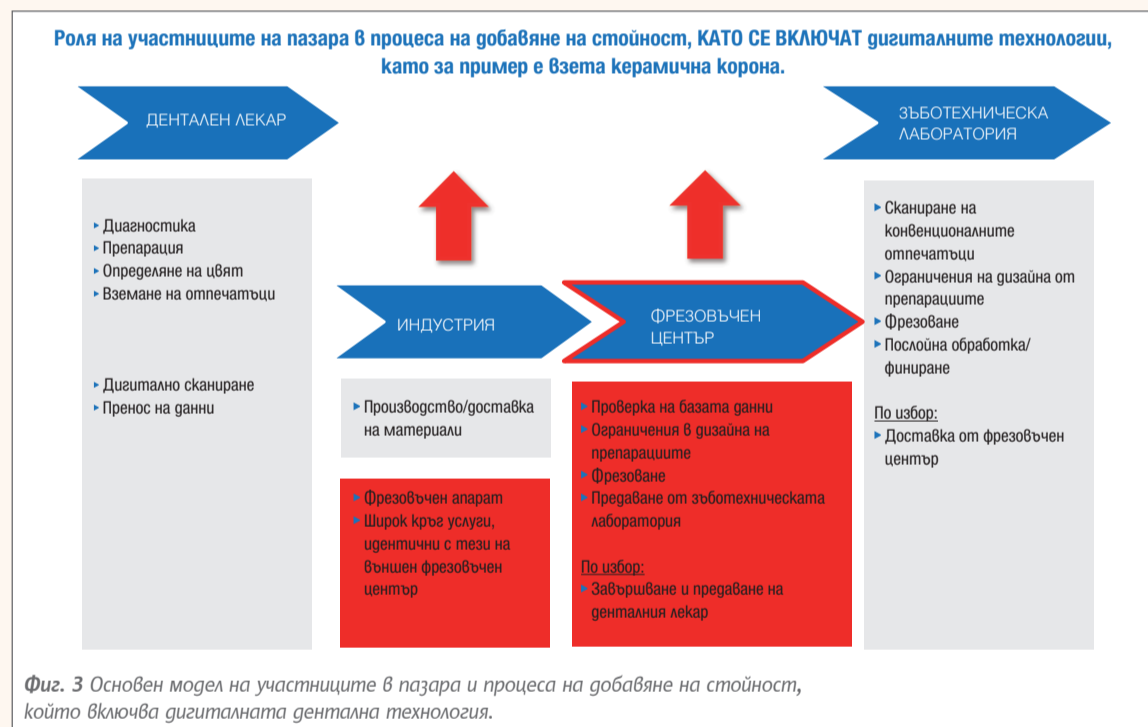 Роля на участниците на пазара в процеса на добавяне на стойност, КАТО СЕ ВКЛЮЧАТ дигиталните технологии,
като за пример е взета керамична корона.
ДЕНТАЛЕН ЛЕКАР
Диагностика
Препарация
Определяне на цвят
Вземане на отпечатъци
Дигитално сканиране
Пренос на данни
ИНДУСТРИЯ
Производство/доставка
на материали
Фрезовъчен апарат
Широк кръг услуги,
идентични с тези на
външен фрезовъчен
център
ФРЕЗОВЪЧЕН
ЦЕНТЪР
Проверка на базата данни
Ограничения в дизайна на
препарациите
Фрезоване
Предаване от зъботехническата
лаборатория
По избор:
Завършване и предаване на
денталния лекар
ЗЪБОТЕХНИЧЕСКА
ЛАБОРАТОРИЯ
Сканиране на
конвенционалните
отпечатъци
Ограничения на дизайна от
препарациите
Фрезоване
Послойна обработка/
финиране
По избор:
Доставка от фрезовъчен
център
Фиг. 3 Основен модел на участниците в пазара и процеса на добавяне на стойност,
който включва дигиталната дентална технология.